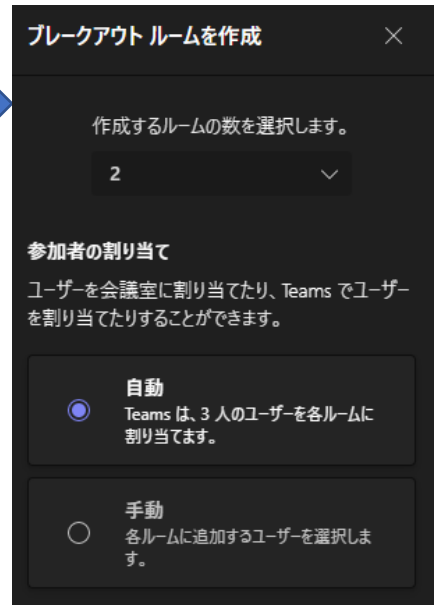 ブレークアウト ルームを作成
作成するルームの数を選択します。
2
参加者の割り当て
ユーザーを会議室に割り当てたり、Teams でユーザー
を割り当てたりすることができます。
自動
Teams は、3 人のユーザーを各ルームに
割り当てます。
手動
各ルームに追加するユーザーを選択しま
す。